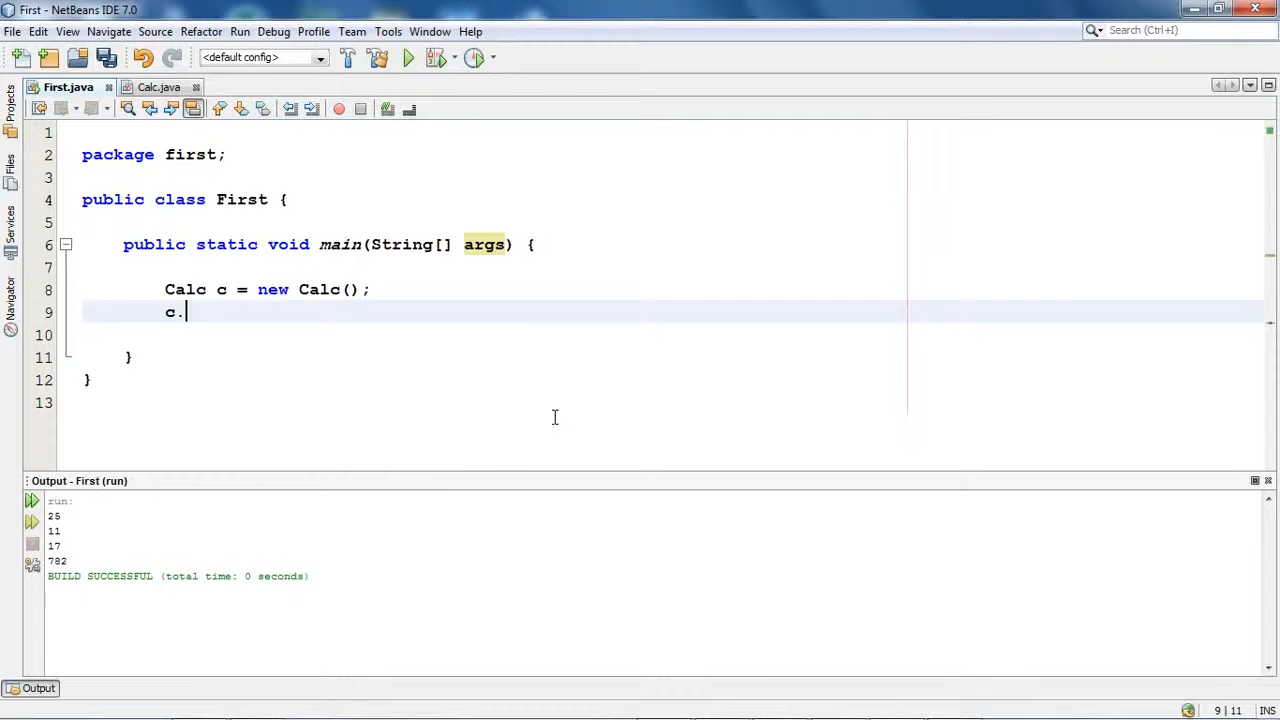 First - NetBeans IDE 7.0
File Edit View Navigate Source Refactor Run Debug Profile Team Tools Window Help
Search (Ctrl+I)
<default config>
First.java Calc.java
Projects
Files
Services
Navigator
1
2 package first;
3
4 public class First {
5
6 public static void main(String[] args) {
7
8 Calc c = new Calc();
9 c.
10
11 }
12 }
13
Output - First (run)
run:
25
11
17
782
BUILD SUCCESSFUL (total time: 0 seconds)
Output
9 | 11 INS